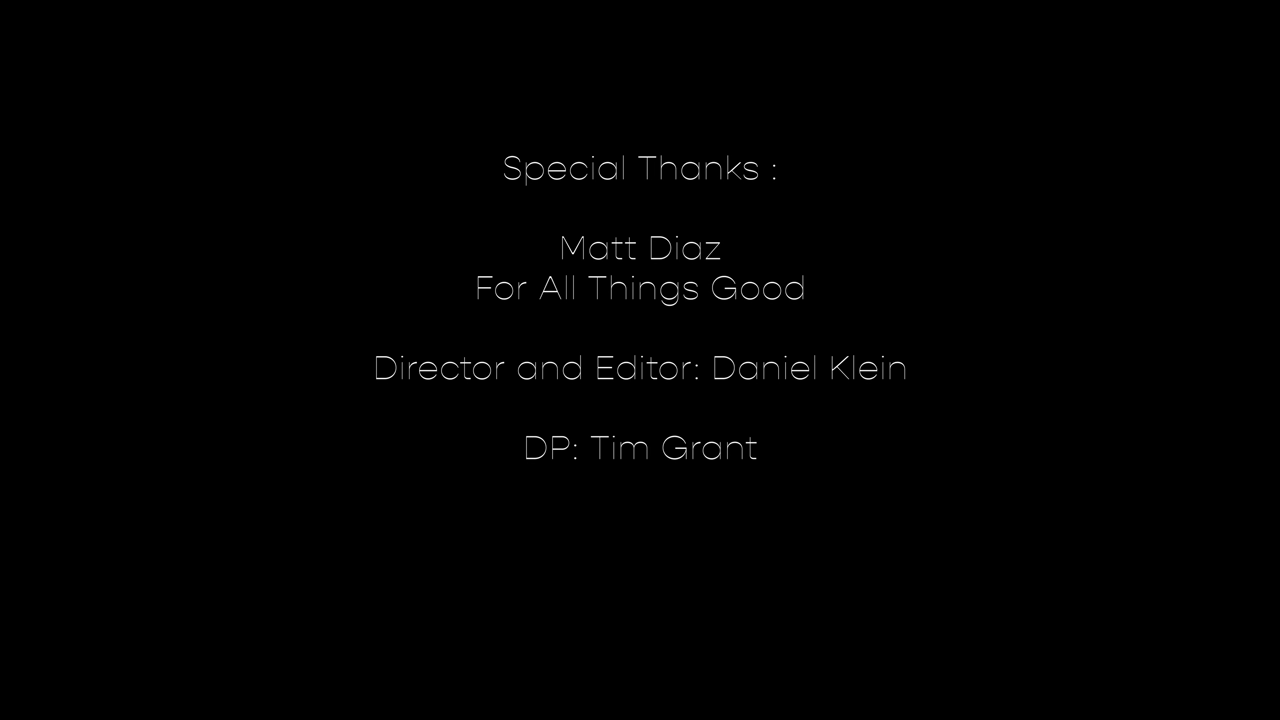 Special Thanks :
Matt Diaz
For All Things Good
Director and Editor: Daniel Klein
DP: Tim Grant